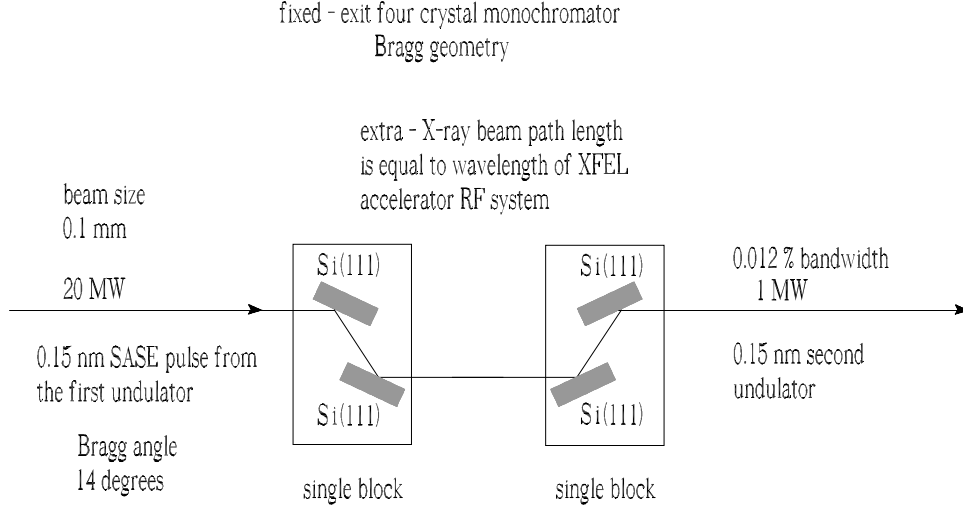 fixed - exit four crystal monochromator
Bragg geometry
extra - X-ray beam path length
is equal to wavelength of XFEL
accelerator RF system
beam size
0.1 mm
20 MW
0.15 nm SASE pulse from
the first undulator
Bragg angle
14 degrees
Si(111)
Si(111)
single block
Si(111)
Si(111)
single block
0.012 % bandwidth
1 MW
0.15 nm second
undulator